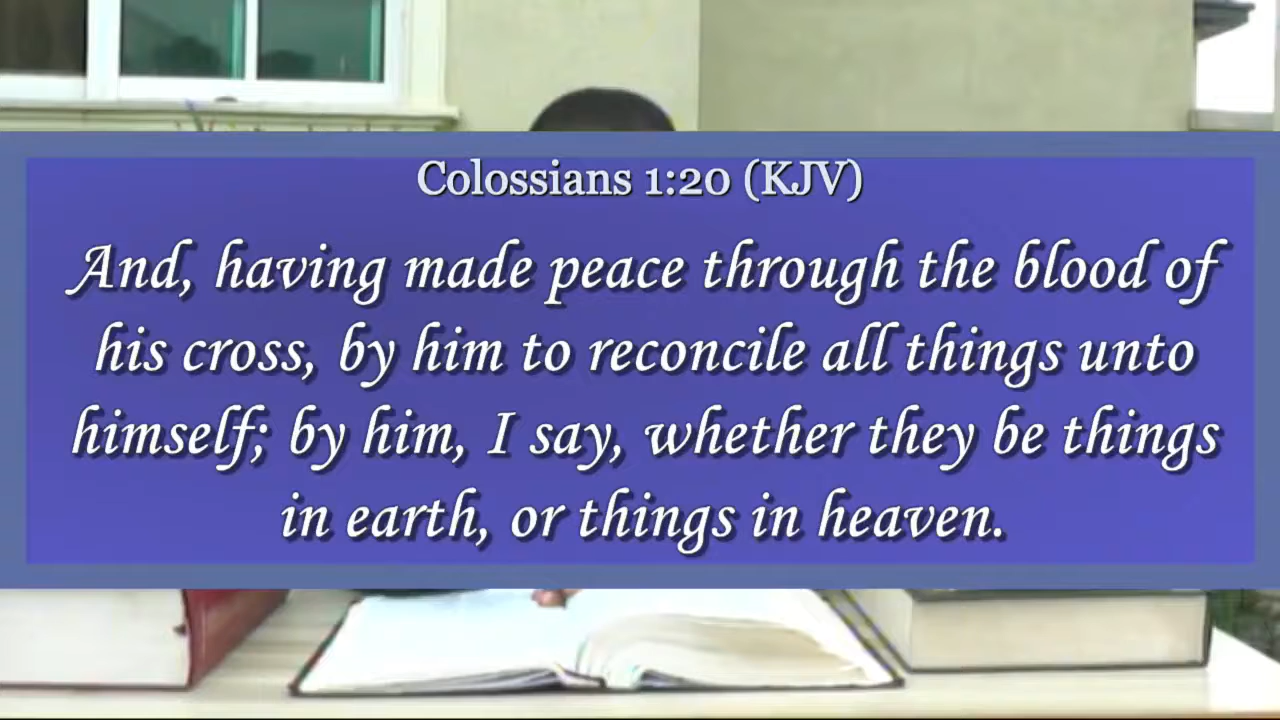 Colossians 1:20 (KJV)
And, having made peace through the blood of
his cross, by him to reconcile all things unto
himself; by him, I say, whether they be things
in earth, or things in heaven.